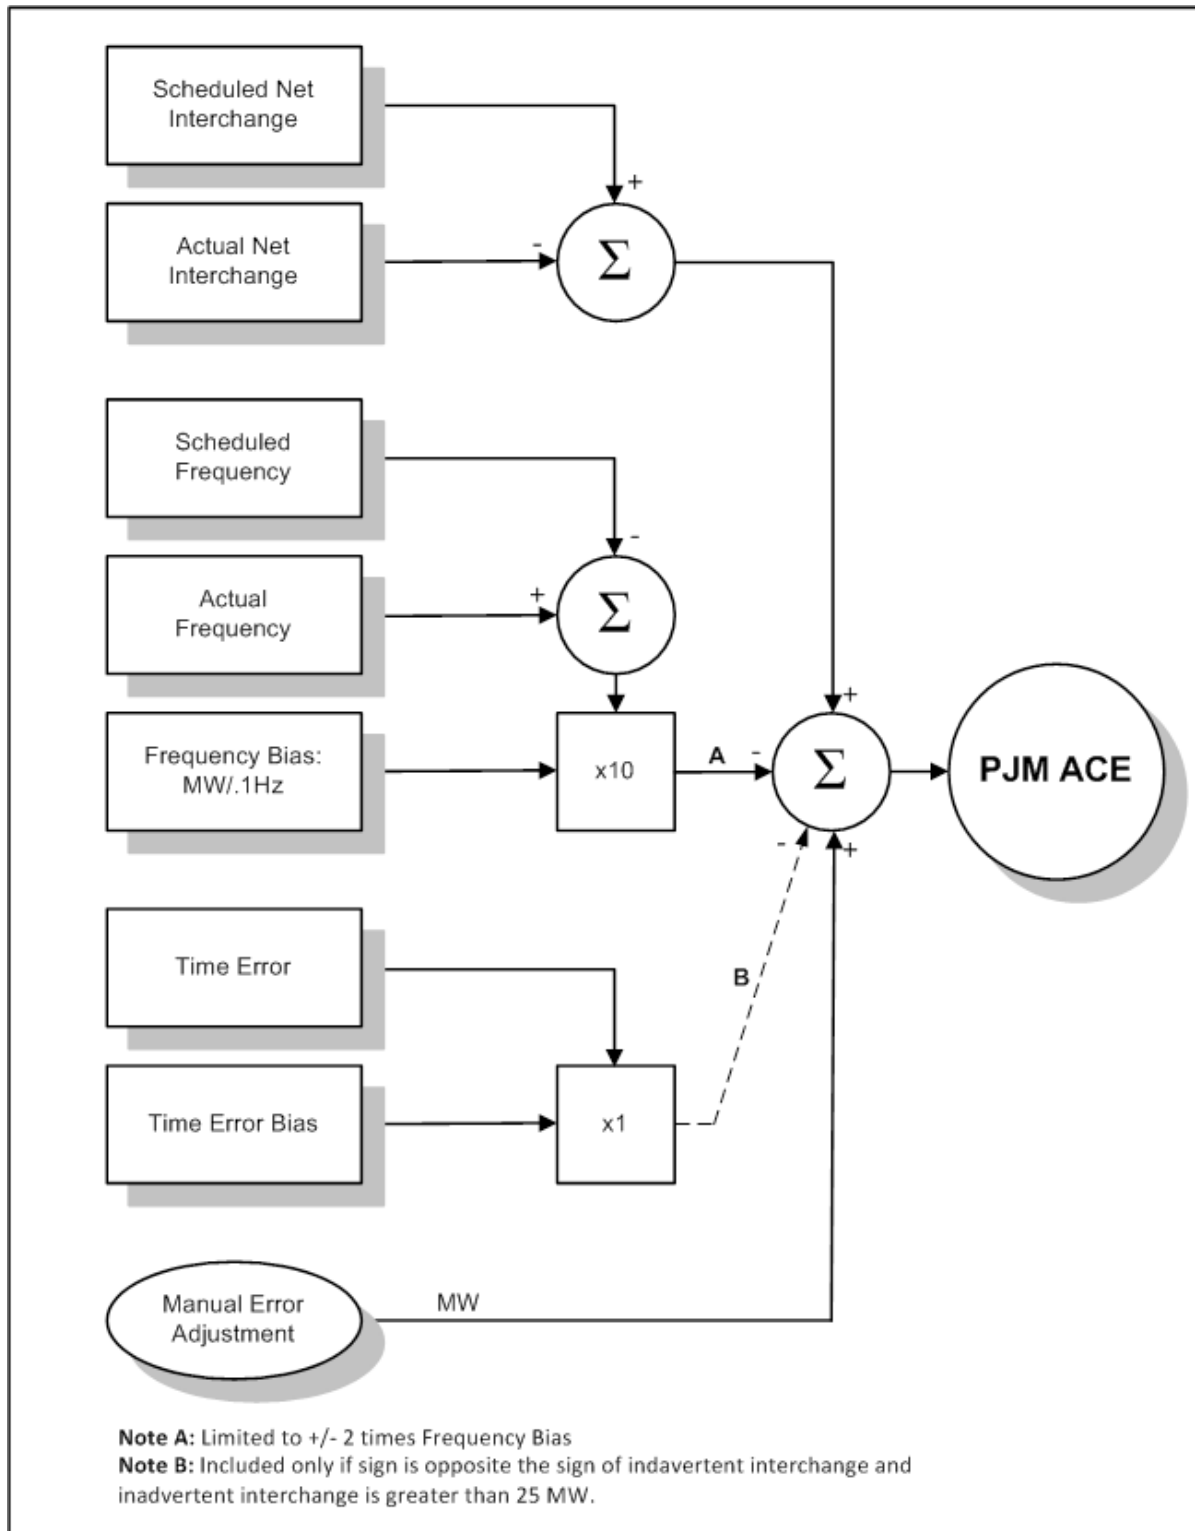 Scheduled Net
Interchange
+
Actual Net
Interchange
-
Σ
Scheduled
Frequency
-
Actual
Frequency
+
Σ
Frequency Bias:
MW/.1Hz
x10
A
-
+
Σ
PJM ACE
-
+
Time Error
B
Time Error Bias
x1
Manual Error
Adjustment
MW
Note A: Limited to +/- 2 times Frequency Bias
Note B: Included only if sign is opposite the sign of indavertent interchange and
inadvertent interchange is greater than 25 MW.